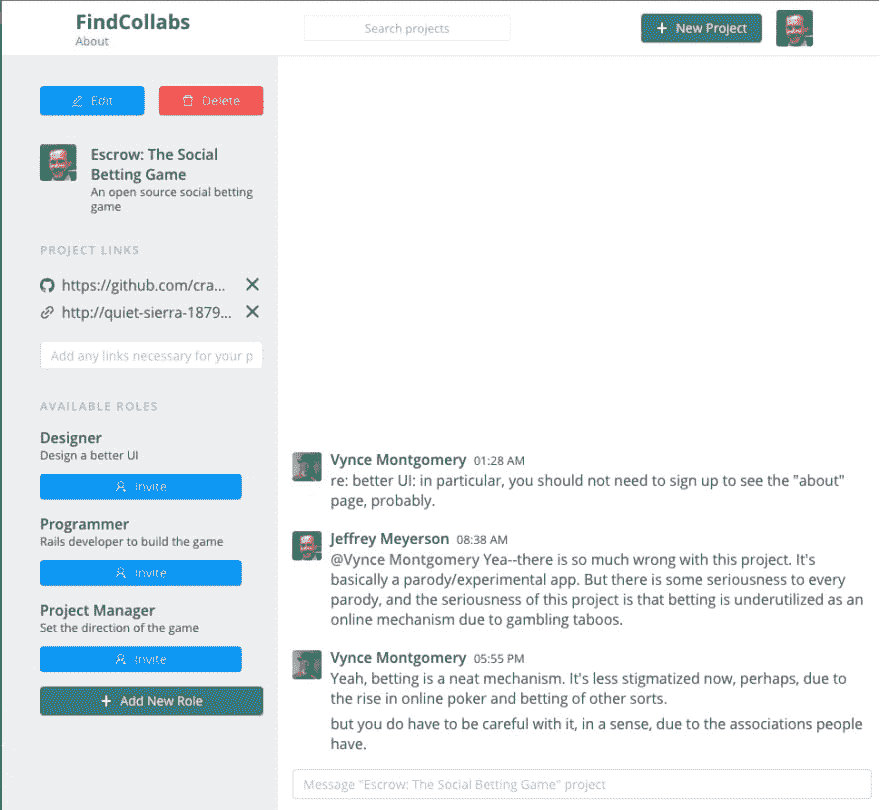 FindCollabs
About
Search projects
+ New Project
Edit
Delete
Escrow: The Social
Betting Game
An open source social betting
game
PROJECT LINKS
https://github.com/cra...
http://quiet-sierra-1879...
Add any links necessary for your p
AVAILABLE ROLES
Designer
Design a better UI
Invite
Programmer
Rails developer to build the game
Invite
Project Manager
Set the direction of the game
Invite
+ Add New Role
Vynce Montgomery 01:28 AM
re: better UI: in particular, you should not need to sign up to see the "about"
page, probably.
Jeffrey Meyerson 08:38 AM
@Vynce Montgomery Yea--there is so much wrong with this project. It's
basically a parody/experimental app. But there is some seriousness to every
parody, and the seriousness of this project is that betting is underutilized as an
online mechanism due to gambling taboos.
Vynce Montgomery 05:55 PM
Yeah, betting is a neat mechanism. It's less stigmatized now, perhaps, due to
the rise in online poker and betting of other sorts.
but you do have to be careful with it, in a sense, due to the associations people
have.
Message "Escrow: The Social Betting Game" project